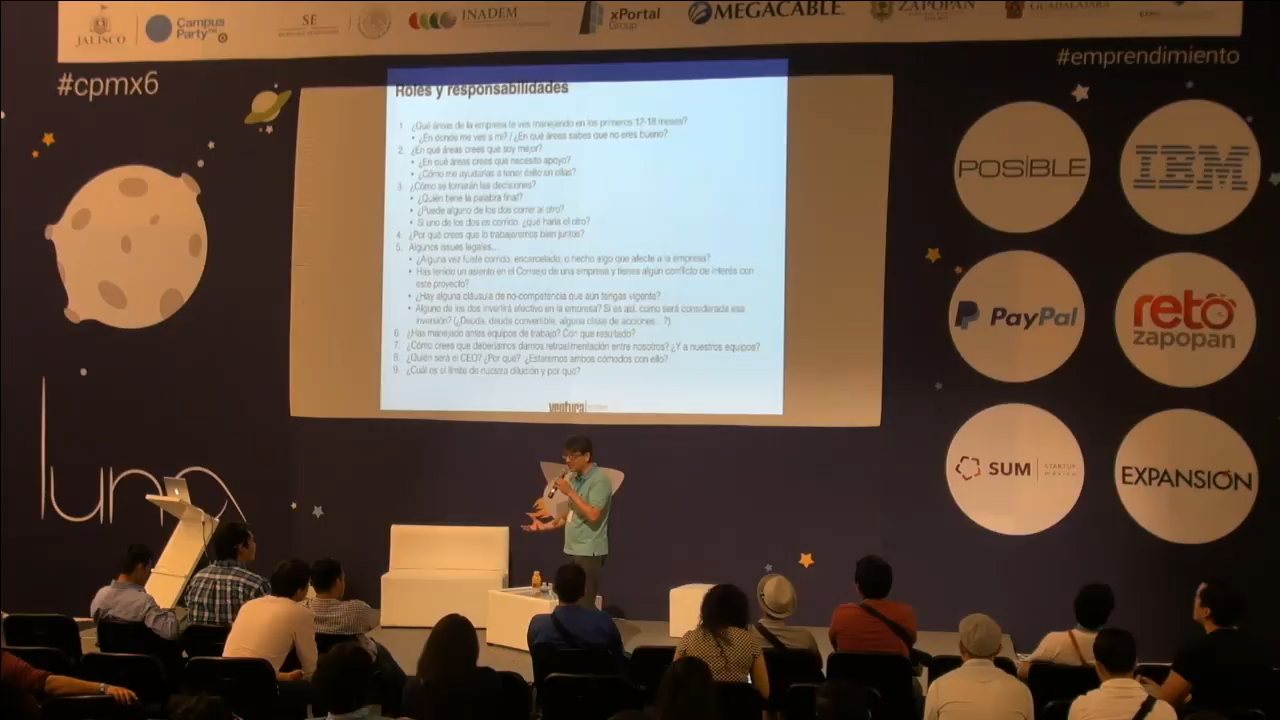 JALISCO
Campus Party
SE
INADEM
xPortal Group
MEGACABLE
ZAPOPAN
GUADALAJARA
#cpmx6
#emprendimiento
Roles y responsabilidades
1. ¿Qué áreas de la empresa te ves manejando en los primeros 12-18 meses?
• ¿En donde me ves a mi? / ¿En qué áreas sabes que no eres bueno?
2. ¿En qué áreas crees que soy mejor?
• ¿En qué áreas crees que necesito apoyo?
• ¿Cómo me ayudarías a tener éxito en ellas?
3. ¿Cómo se tomarán las decisiones?
• ¿Quién tiene la palabra final?
• ¿Puede alguno de los dos correr al otro?
• Si uno de los dos es corrido, ¿qué haría el otro?
4. ¿Por qué crees que lo trabajaremos bien juntos?
5. Algunos issues legales...
• ¿Alguna vez fuiste corrido, encarcelado, o hecho algo que afecte a la empresa?
• Has tenido un asiento en el Consejo de una empresa y tienes algún conflicto de interés con
este proyecto?
• ¿Hay alguna cláusula de no-competencia que aún tengas vigente?
• Alguno de los dos invertirá efectivo en la empresa? Si es así, como será considerada esa
inversión? (¿Deuda, deuda convertible, alguna clase de acciones...?)
6. ¿Has manejado antes equipos de trabajo? Con que resultado?
7. ¿Cómo crees que deberíamos darnos retroalimentación entre nosotros? ¿Y a nuestros equipos?
8. ¿Quién será el CEO? ¿Por qué? ¿Estaremos ambos cómodos con ello?
9. ¿Cuál es el límite de nuestra dilución y por qué?
ventura
POSIBLE
IBM
PayPal
reto
zapopan
SUM
STARTUP
MÉXICO
EXPANSIÓN
luna